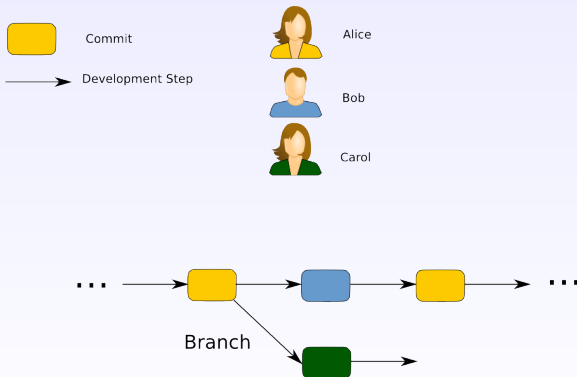 Commit
Development Step
Alice
Bob
Carol
... ...
Branch